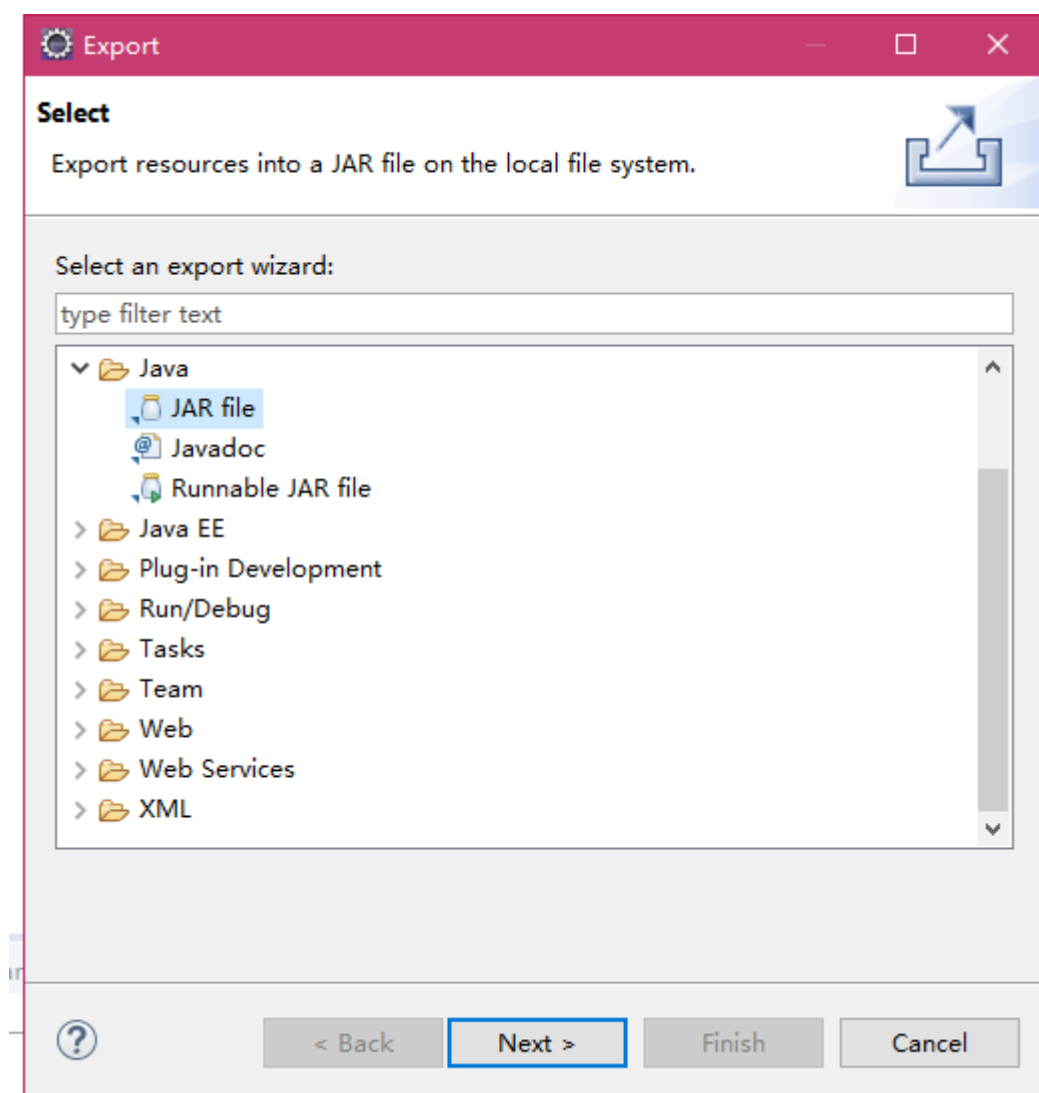 Export
Select
Export resources into a JAR file on the local file system.
Select an export wizard:
type filter text
Java
JAR file
Javadoc
Runnable JAR file
Java EE
Plug-in Development
Run/Debug
Tasks
Team
Web
Web Services
XML
< Back Next > Finish Cancel